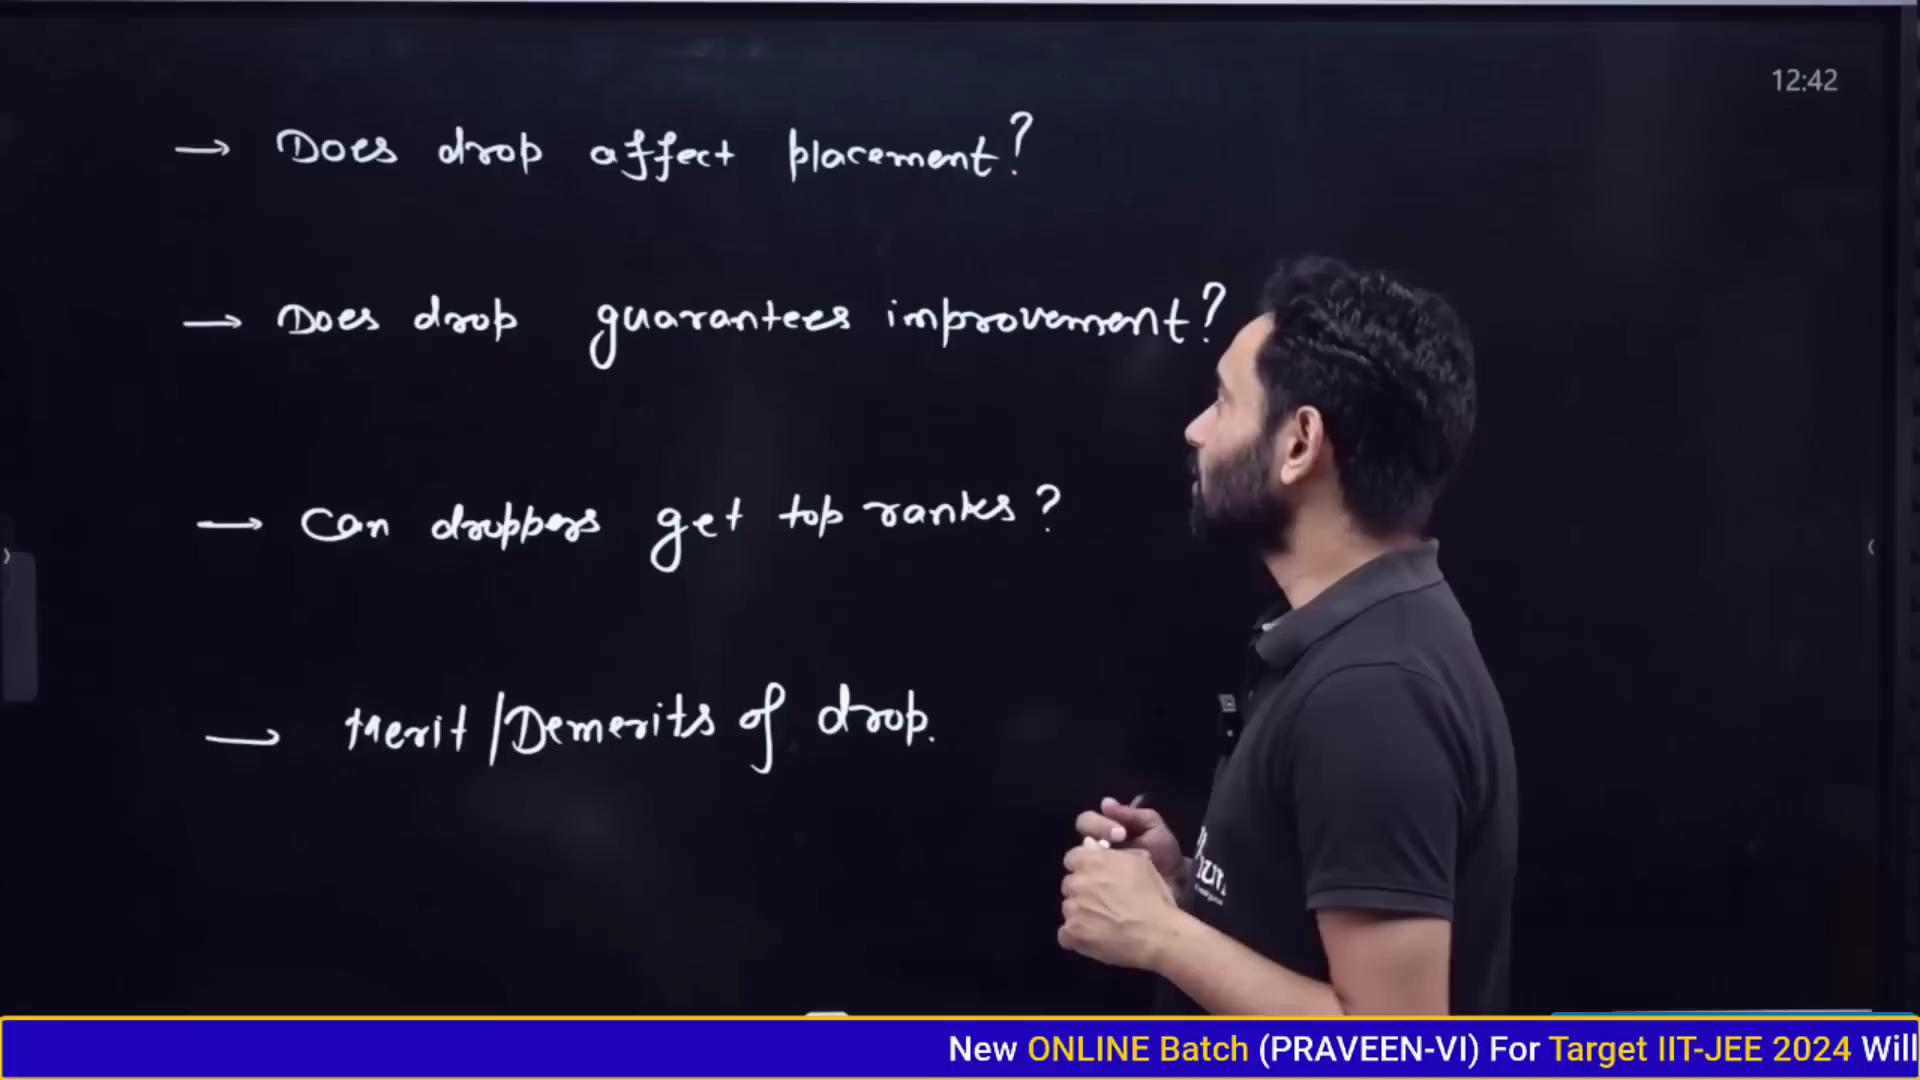 12:42
→ Does drop affect placement?
→ Does drop guarantees improvement?
→ Can droppers get top ranks?
→ Merit/Demerits of drop.
New ONLINE Batch (PRAVEEN-VI) For Target IIT-JEE 2024 Will